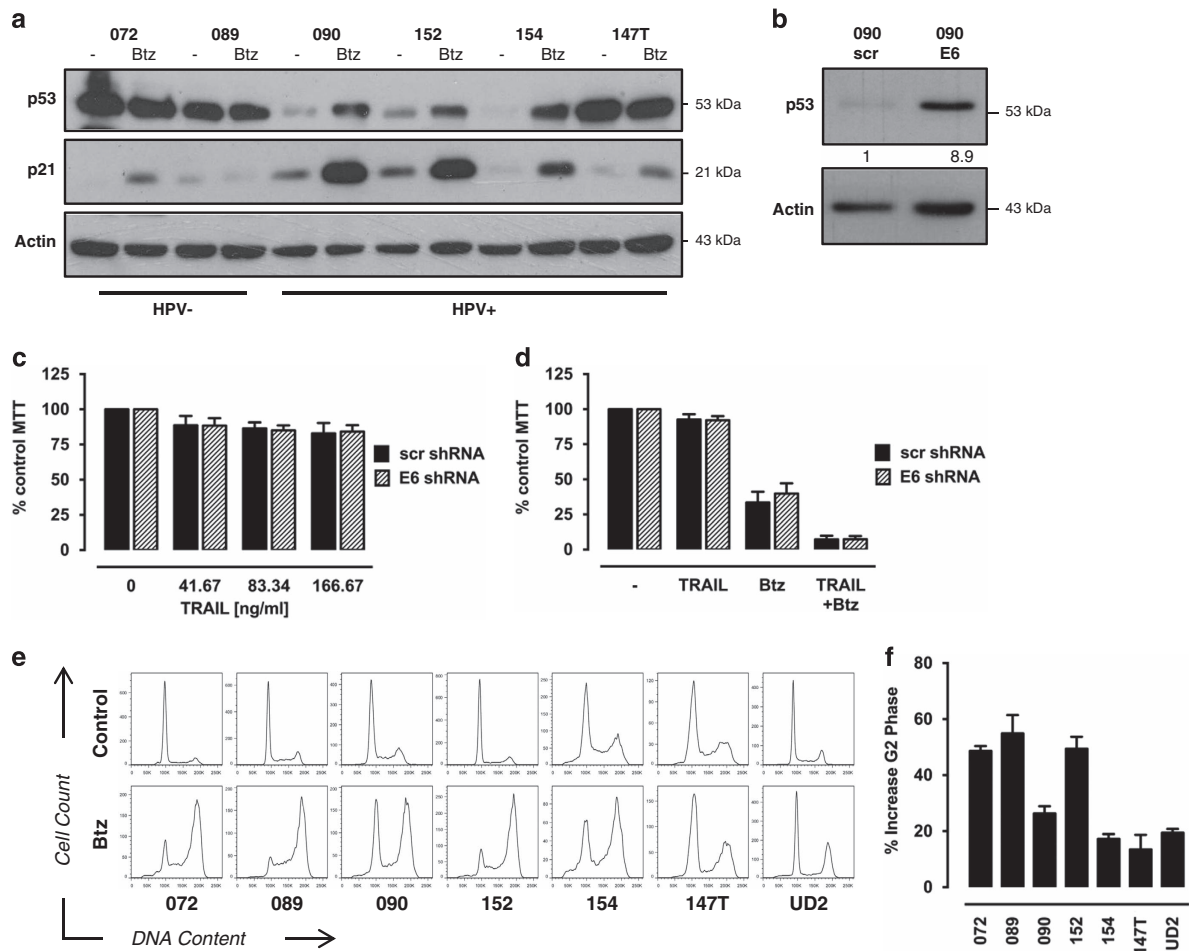 a
072 089 090 152 154 147T
- Btz - Btz - Btz - Btz - Btz - Btz
p53
53 kDa
p21
21 kDa
Actin
43 kDa
HPV-
HPV+
b
090 090
scr E6
p53
53 kDa
1 8.9
Actin
43 kDa
c
% control MTT
125
100
75
50
25
0
0 41.67 83.34 166.67
TRAIL [ng/ml]
scr shRNA
E6 shRNA
d
% control MTT
125
100
75
50
25
0
- TRAIL Btz TRAIL
+Btz
scr shRNA
E6 shRNA
e
Cell Count
Control
Btz
072 089 090 152 154 147T UD2
DNA Content
f
% Increase G2 Phase
80
60
40
20
0
072 089 090 152 154 147T UD2